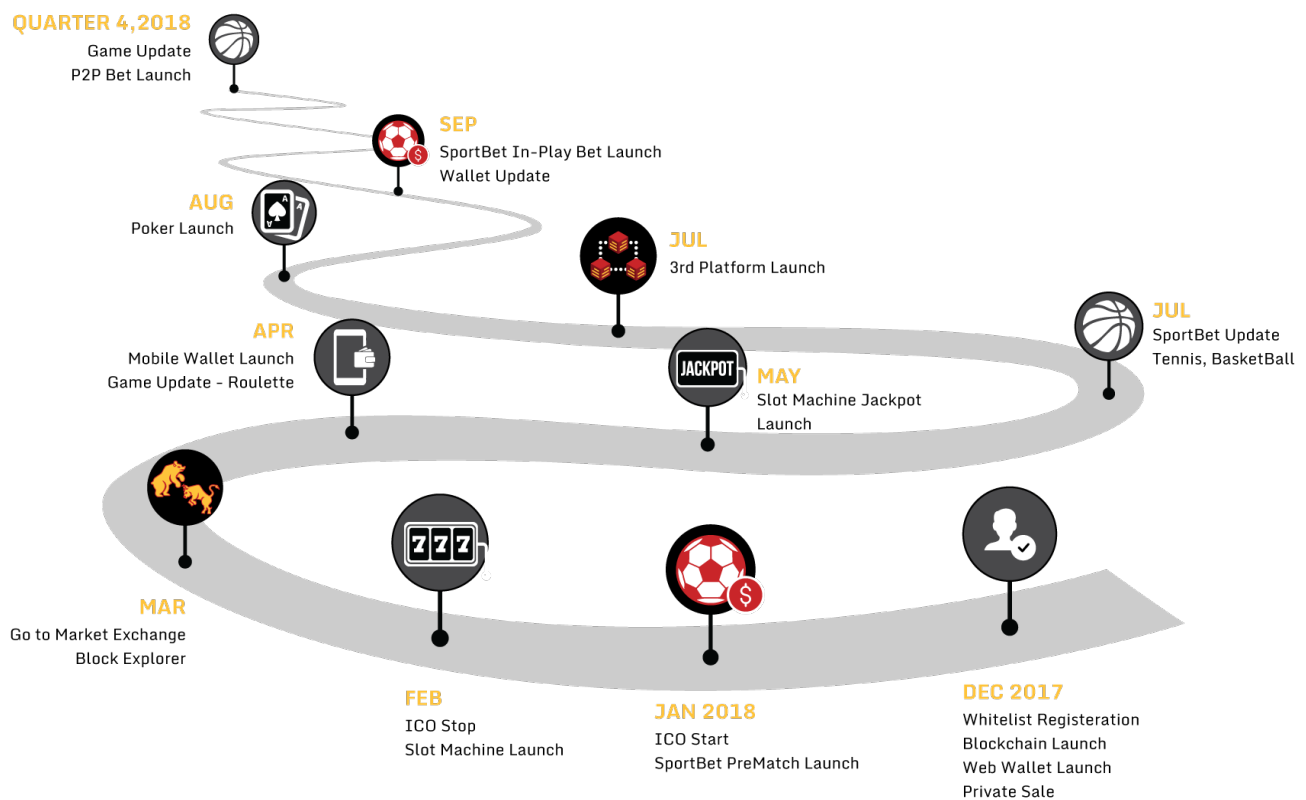 QUARTER 4,2018
Game Update
P2P Bet Launch
SEP
SportBet In-Play Bet Launch
Wallet Update
$
AUG
Poker Launch
A
A
A
JUL
3rd Platform Launch
JUL
SportBet Update
Tennis, BasketBall
APR
Mobile Wallet Launch
Game Update - Roulette
JACKPOT
MAY
Slot Machine Jackpot
Launch
MAR
Go to Market Exchange
Block Explorer
777
FEB
ICO Stop
Slot Machine Launch
$
JAN 2018
ICO Start
SportBet PreMatch Launch
DEC 2017
Whitelist Registeration
Blockchain Launch
Web Wallet Launch
Private Sale